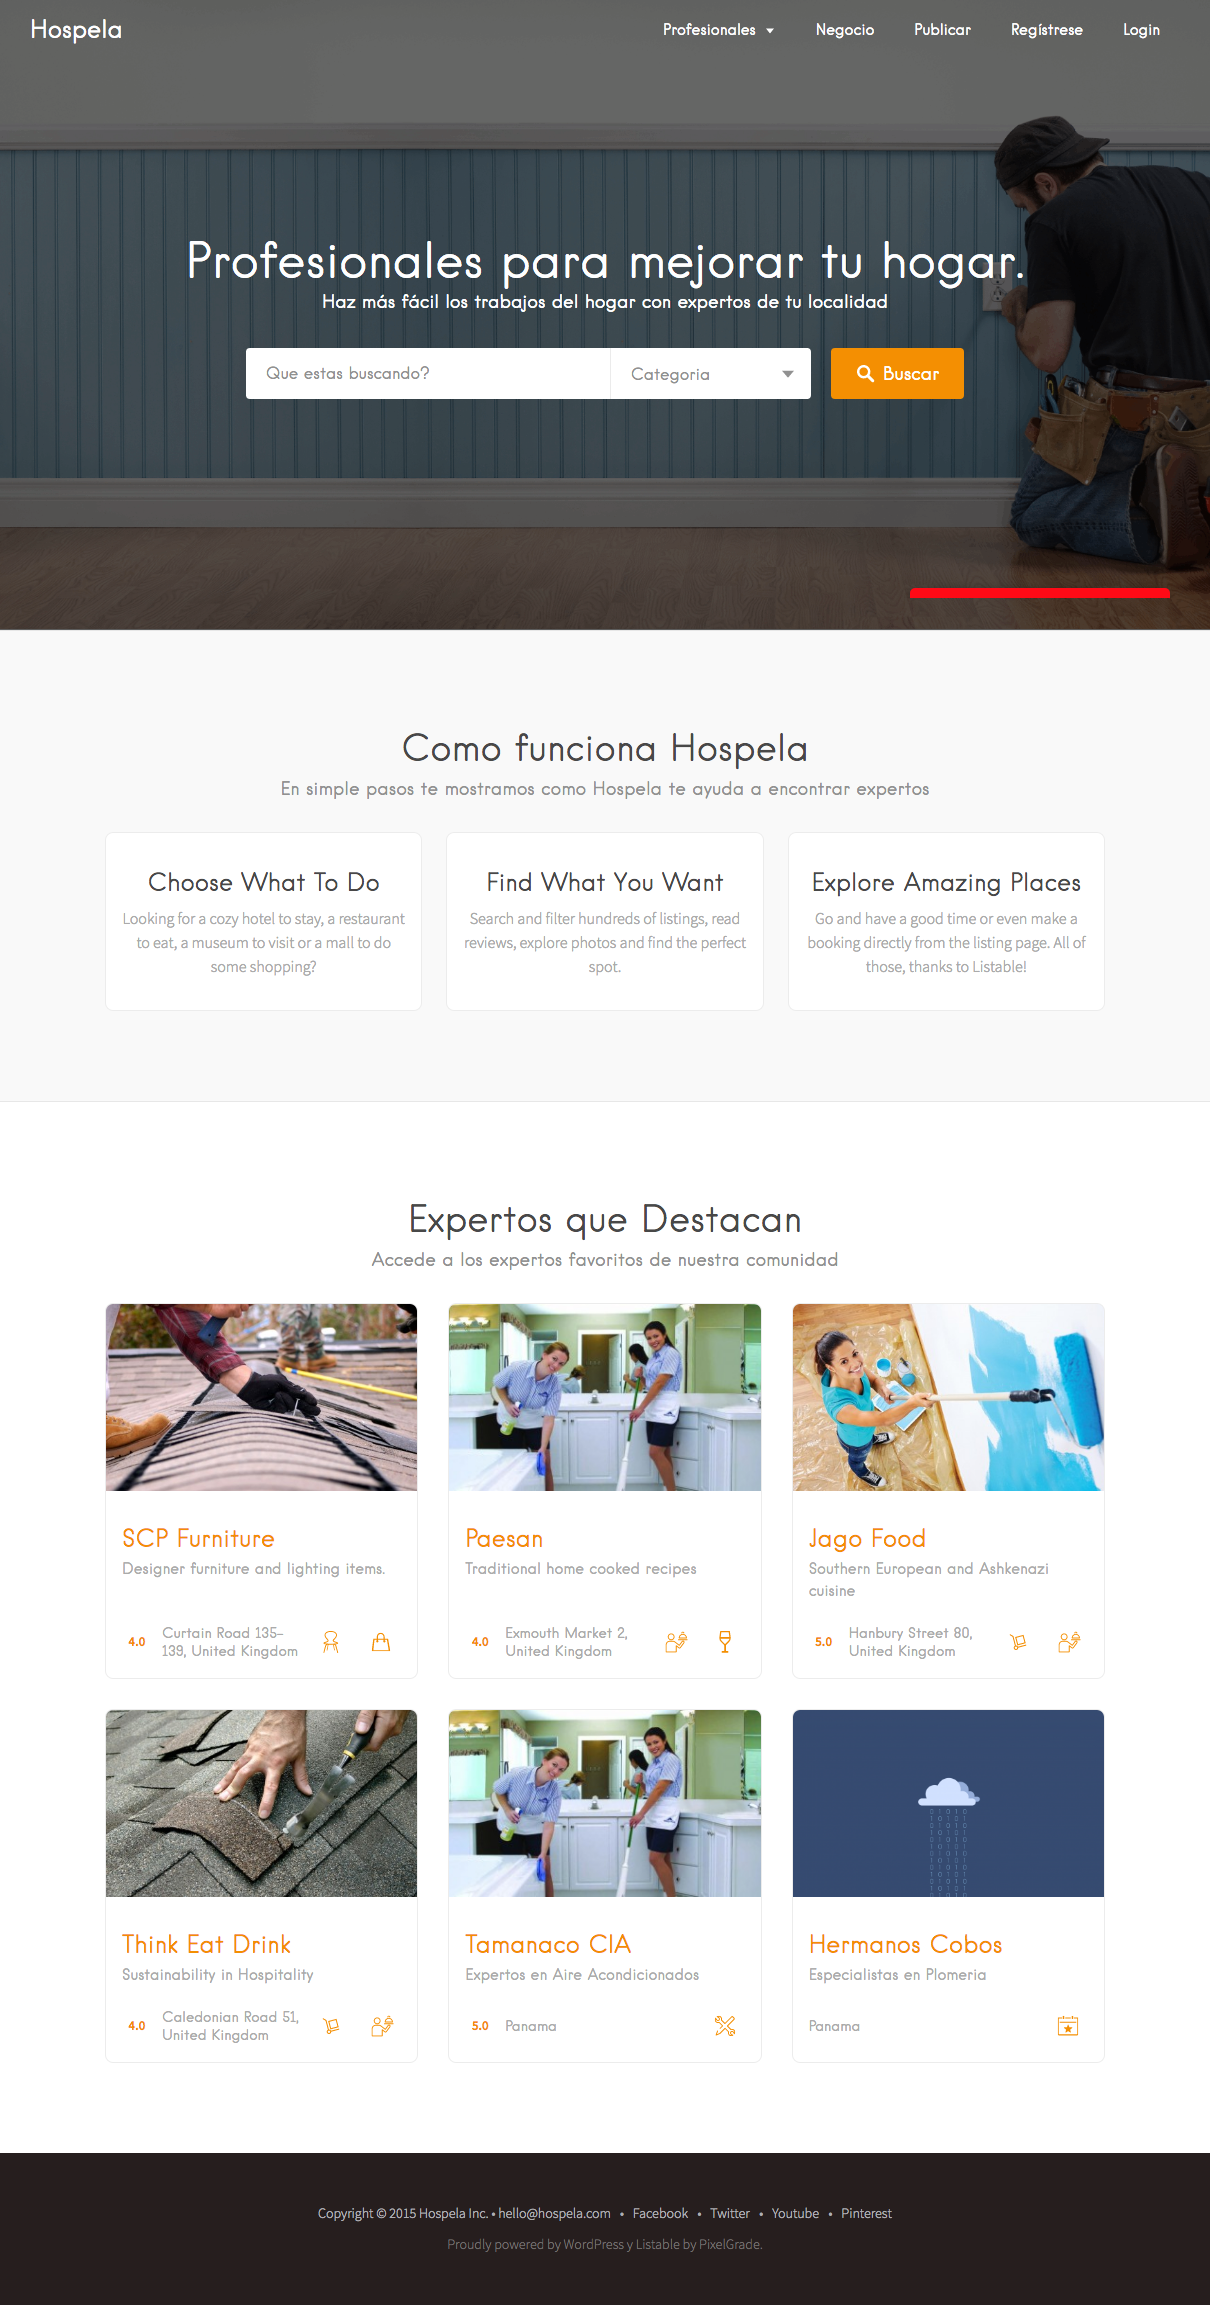 Hospela
Profesionales
Negocio
Publicar
Regístrese
Login
Profesionales para mejorar tu hogar.
Haz más fácil los trabajos del hogar con expertos de tu localidad
Que estas buscando?
Categoria
Buscar
Como funciona Hospela
En simple pasos te mostramos como Hospela te ayuda a encontrar expertos
Choose What To Do
Looking for a cozy hotel to stay, a restaurant
to eat, a museum to visit or a mall to do
some shopping?
Find What You Want
Search and filter hundreds of listings, read
reviews, explore photos and find the perfect
spot.
Explore Amazing Places
Go and have a good time or even make a
booking directly from the listing page. All of
those, thanks to Listable!
Expertos que Destacan
Accede a los expertos favoritos de nuestra comunidad
SCP Furniture
Designer furniture and lighting items.
4.0
Curtain Road 135–
139, United Kingdom
Paesan
Traditional home cooked recipes
4.0
Exmouth Market 2,
United Kingdom
Jago Food
Southern European and Ashkenazi
cuisine
5.0
Hanbury Street 80,
United Kingdom
Think Eat Drink
Sustainability in Hospitality
4.0
Caledonian Road 51,
United Kingdom
Tamanaco CIA
Expertos en Aire Acondicionados
5.0
Panama
Hermanos Cobos
Especialistas en Plomeria
Panama
Copyright © 2015 Hospela Inc. • hello@hospela.com • Facebook • Twitter • Youtube • Pinterest
Proudly powered by WordPress y Listable by PixelGrade.